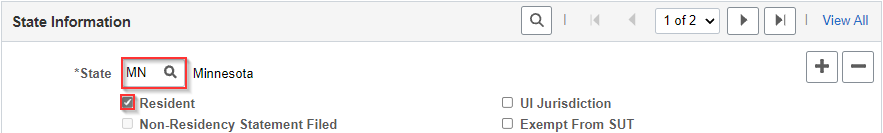 State Information 1 of 2 View All
*State MN Minnesota
Resident UI Jurisdiction
Non-Residency Statement Filed Exempt From SUT